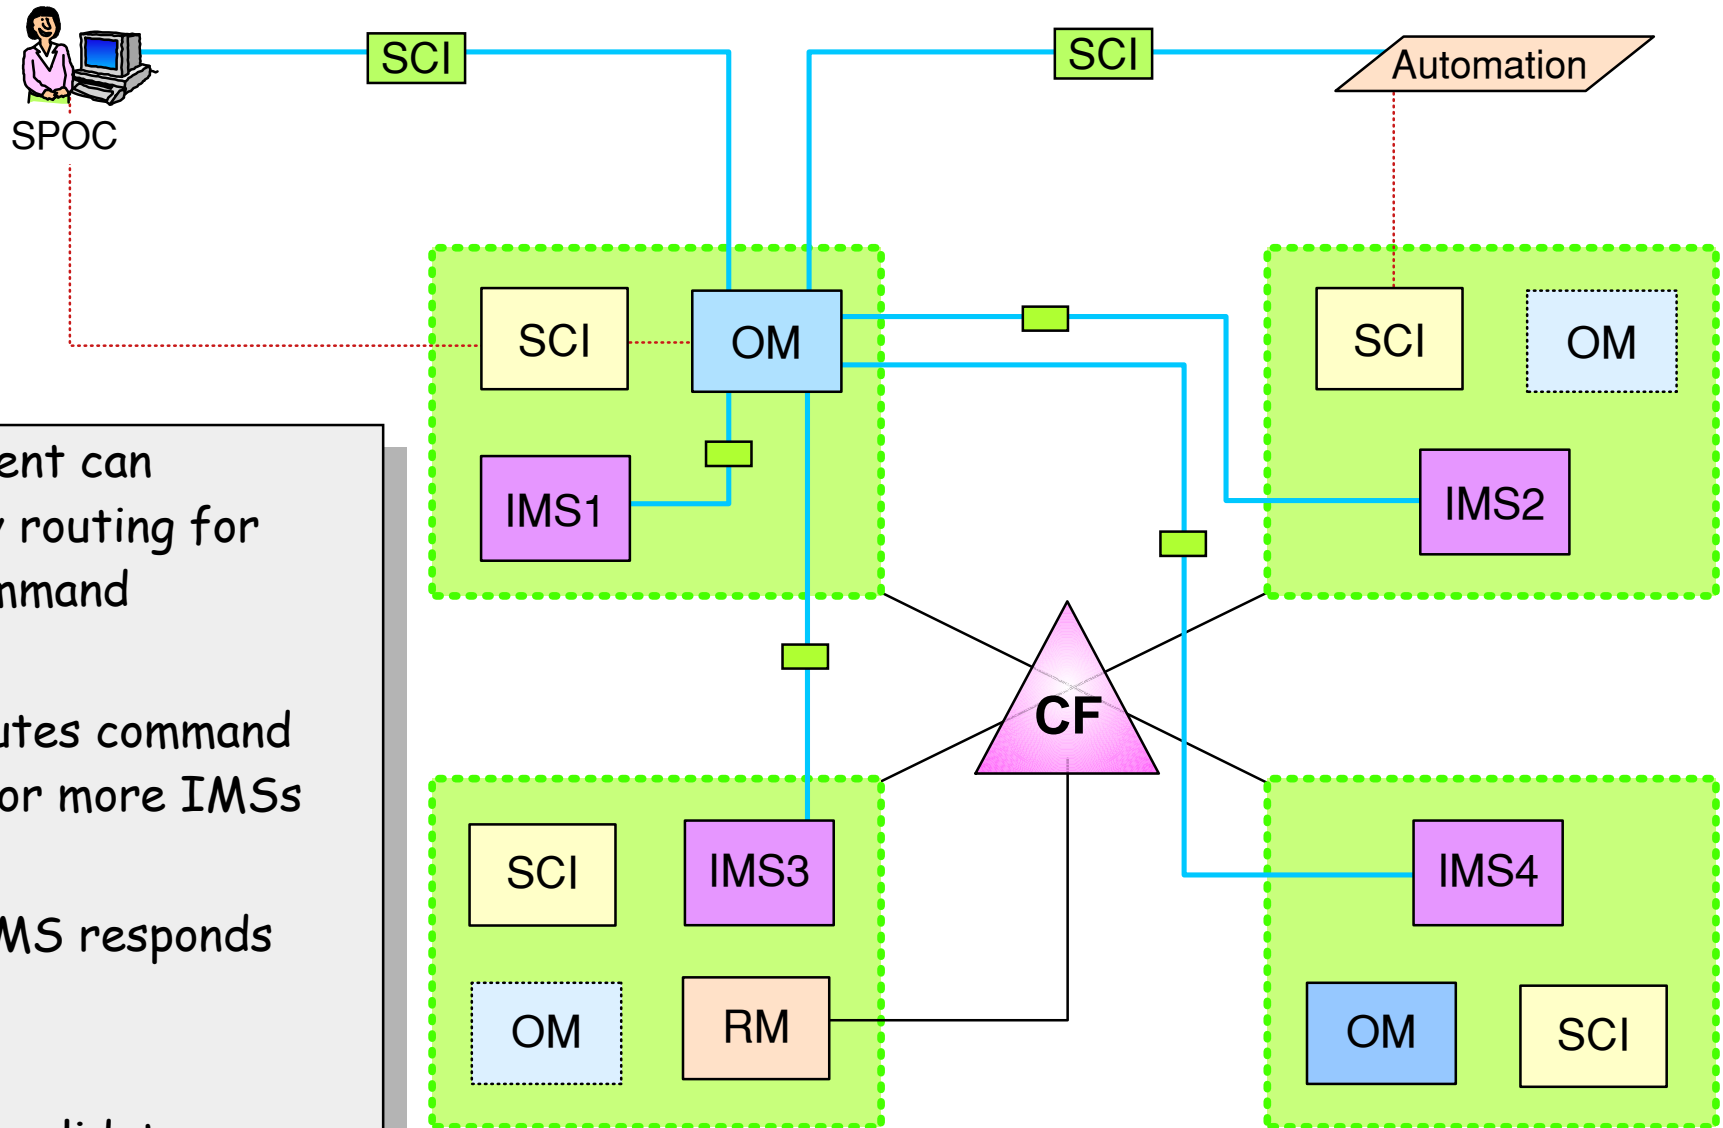 SCI
SCI
Automation
SPOC
SCI
OM
SCI
OM
ent can
routing for
IMS1
IMS2
mmand
CF
utes command
or more IMSs
SCI
IMS3
IMS4
MS responds
OM
RM
OM
SCI